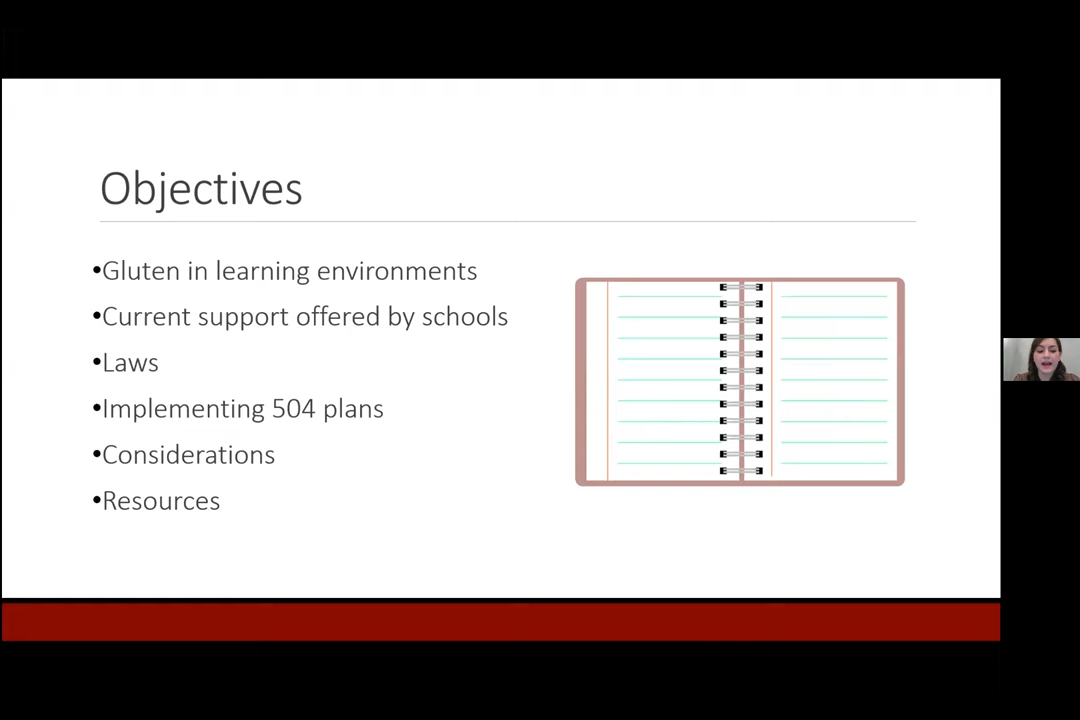 Objectives
•Gluten in learning environments
•Current support offered by schools
•Laws
•Implementing 504 plans
•Considerations
•Resources